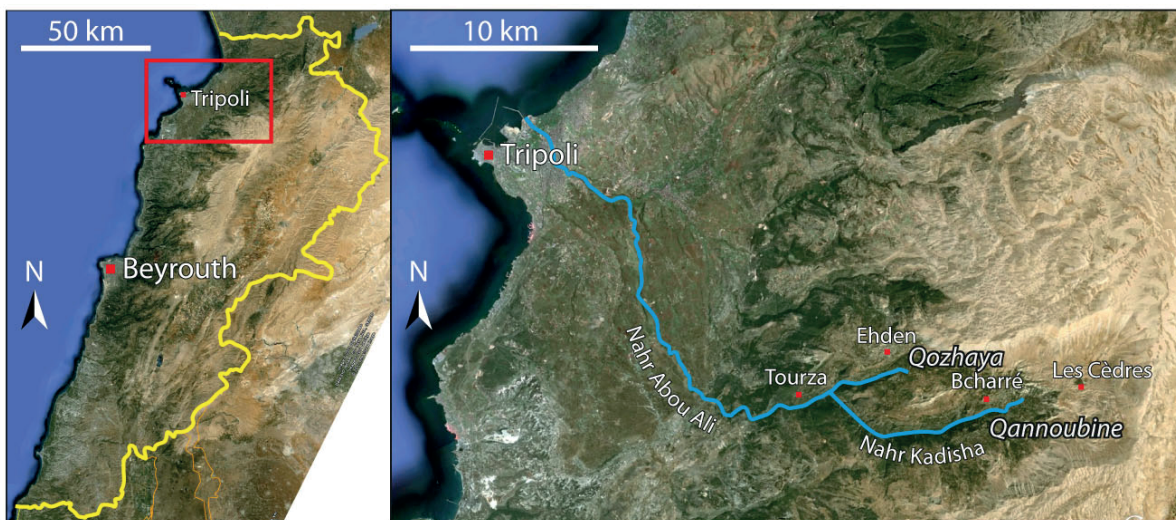 50 km
Tripoli
Beyrouth
N
10 km
Tripoli
N
Nahr Abou Ali
Tourza
Ehden
Qozhaya
Bcharré
Les Cèdres
Qannoubine
Nahr Kadisha